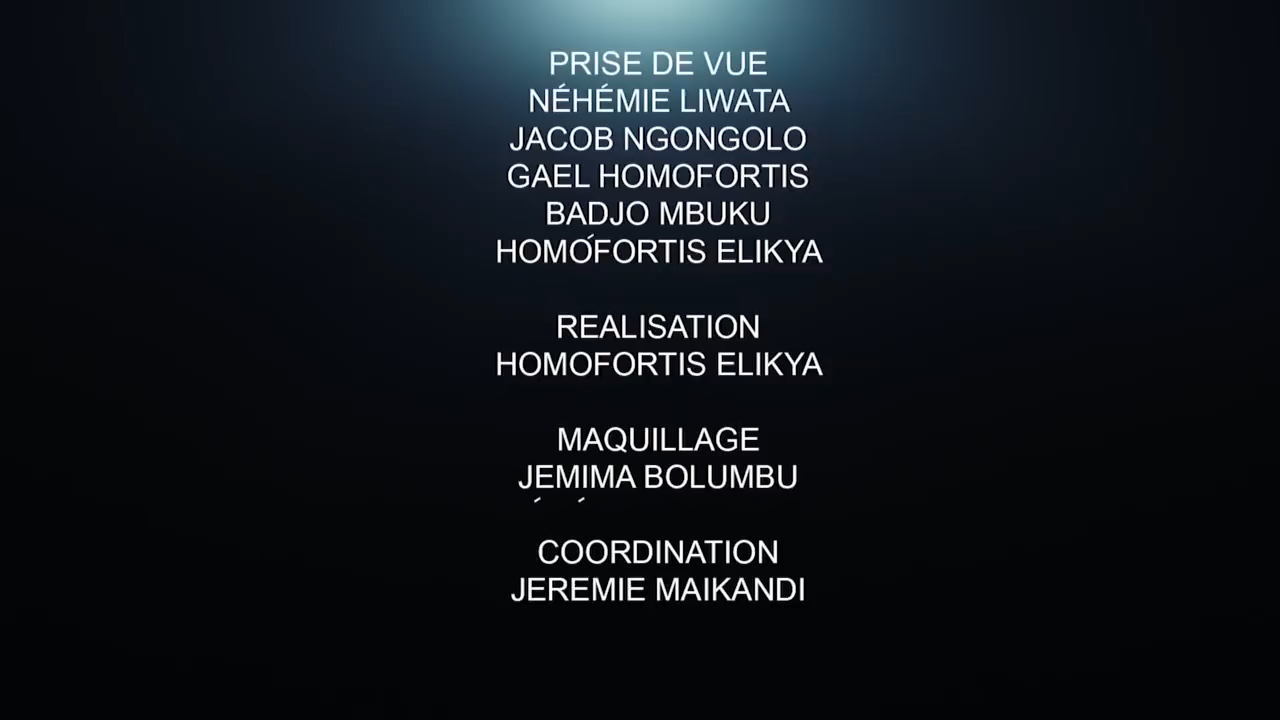 PRISE DE VUE
NÉHÉMIE LIWATA
JACOB NGONGOLO
GAEL HOMOFORTIS
BADJO MBUKU
HOMOFORTIS ELIKYA
REALISATION
HOMOFORTIS ELIKYA
MAQUILLAGE
JEMIMA BOLUMBU
COORDINATION
JEREMIE MAIKANDI